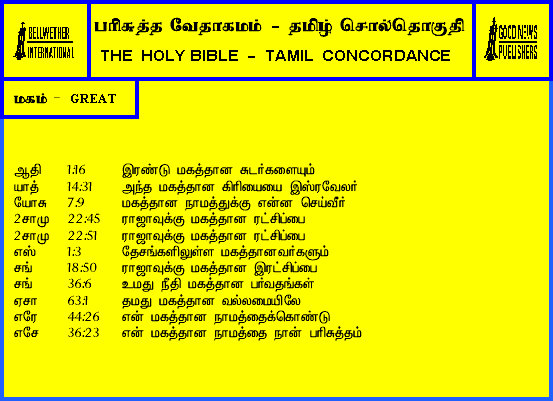 BELLWETHER
INTERNATIONAL
பரிசுத்த வேதாகமம் - தமிழ் சொல்தொகுதி
THE HOLY BIBLE - TAMIL CONCORDANCE
GOOD NEWS
PUBLISHERS
மகம் - GREAT
ஆதி 1:16 இரண்டு மகத்தான சுடர்களையும்
யாத் 14:31 அந்த மகத்தான கிரியையை இஸ்ரவேலர்
யோசு 7:9 மகத்தான நாமத்துக்கு என்ன செய்வீர்
2சாமு 22:45 ராஜாவுக்கு மகத்தான ரட்சிப்பை
2சாமு 22:51 ராஜாவுக்கு மகத்தான ரட்சிப்பை
எஸ் 1:3 தேசங்களிலுள்ள மகத்தானவர்களும்
சங் 18:50 ராஜாவுக்கு மகத்தான இரட்சிப்பை
சங் 36:6 உமது நீதி மகத்தான பர்வதங்கள்
ஏசா 63:1 தமது மகத்தான வல்லமையிலே
எரே 44:26 என் மகத்தான நாமத்தைக்கொண்டு
எசே 36:23 என் மகத்தான நாமத்தை நான் பரிசுத்தம்